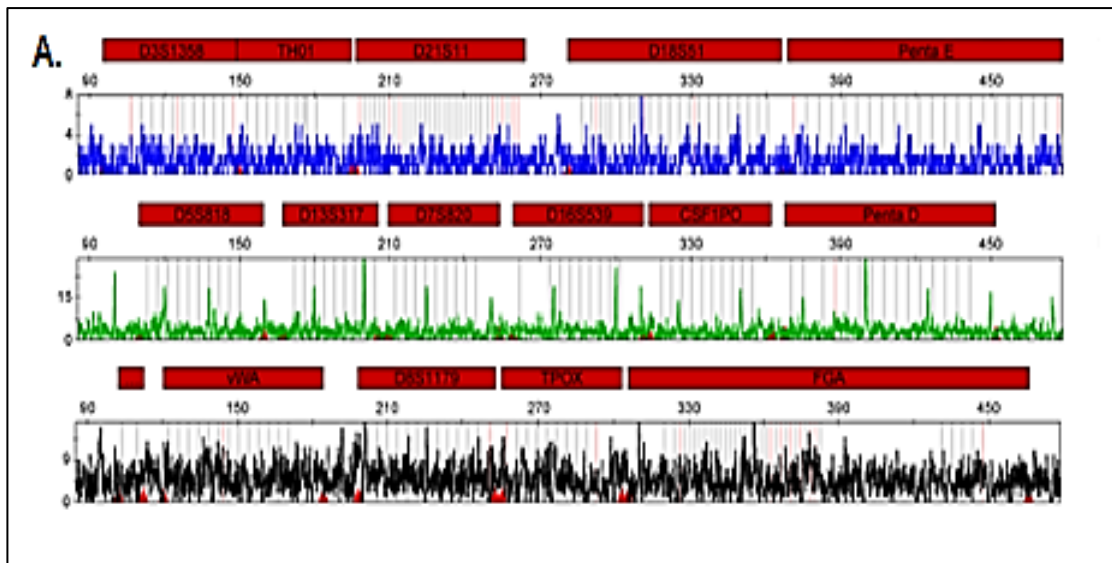 A.
D3S1358 TH01 D21S11 D18S51 Penta E
90 150 210 270 330 390 450
8
4
0
D5S818 D13S317 D7S820 D16S539 CSF1PO Penta D
90 150 210 270 330 390 450
15
0
vWA D8S1179 TPOX FGA
90 150 210 270 330 390 450
9
0